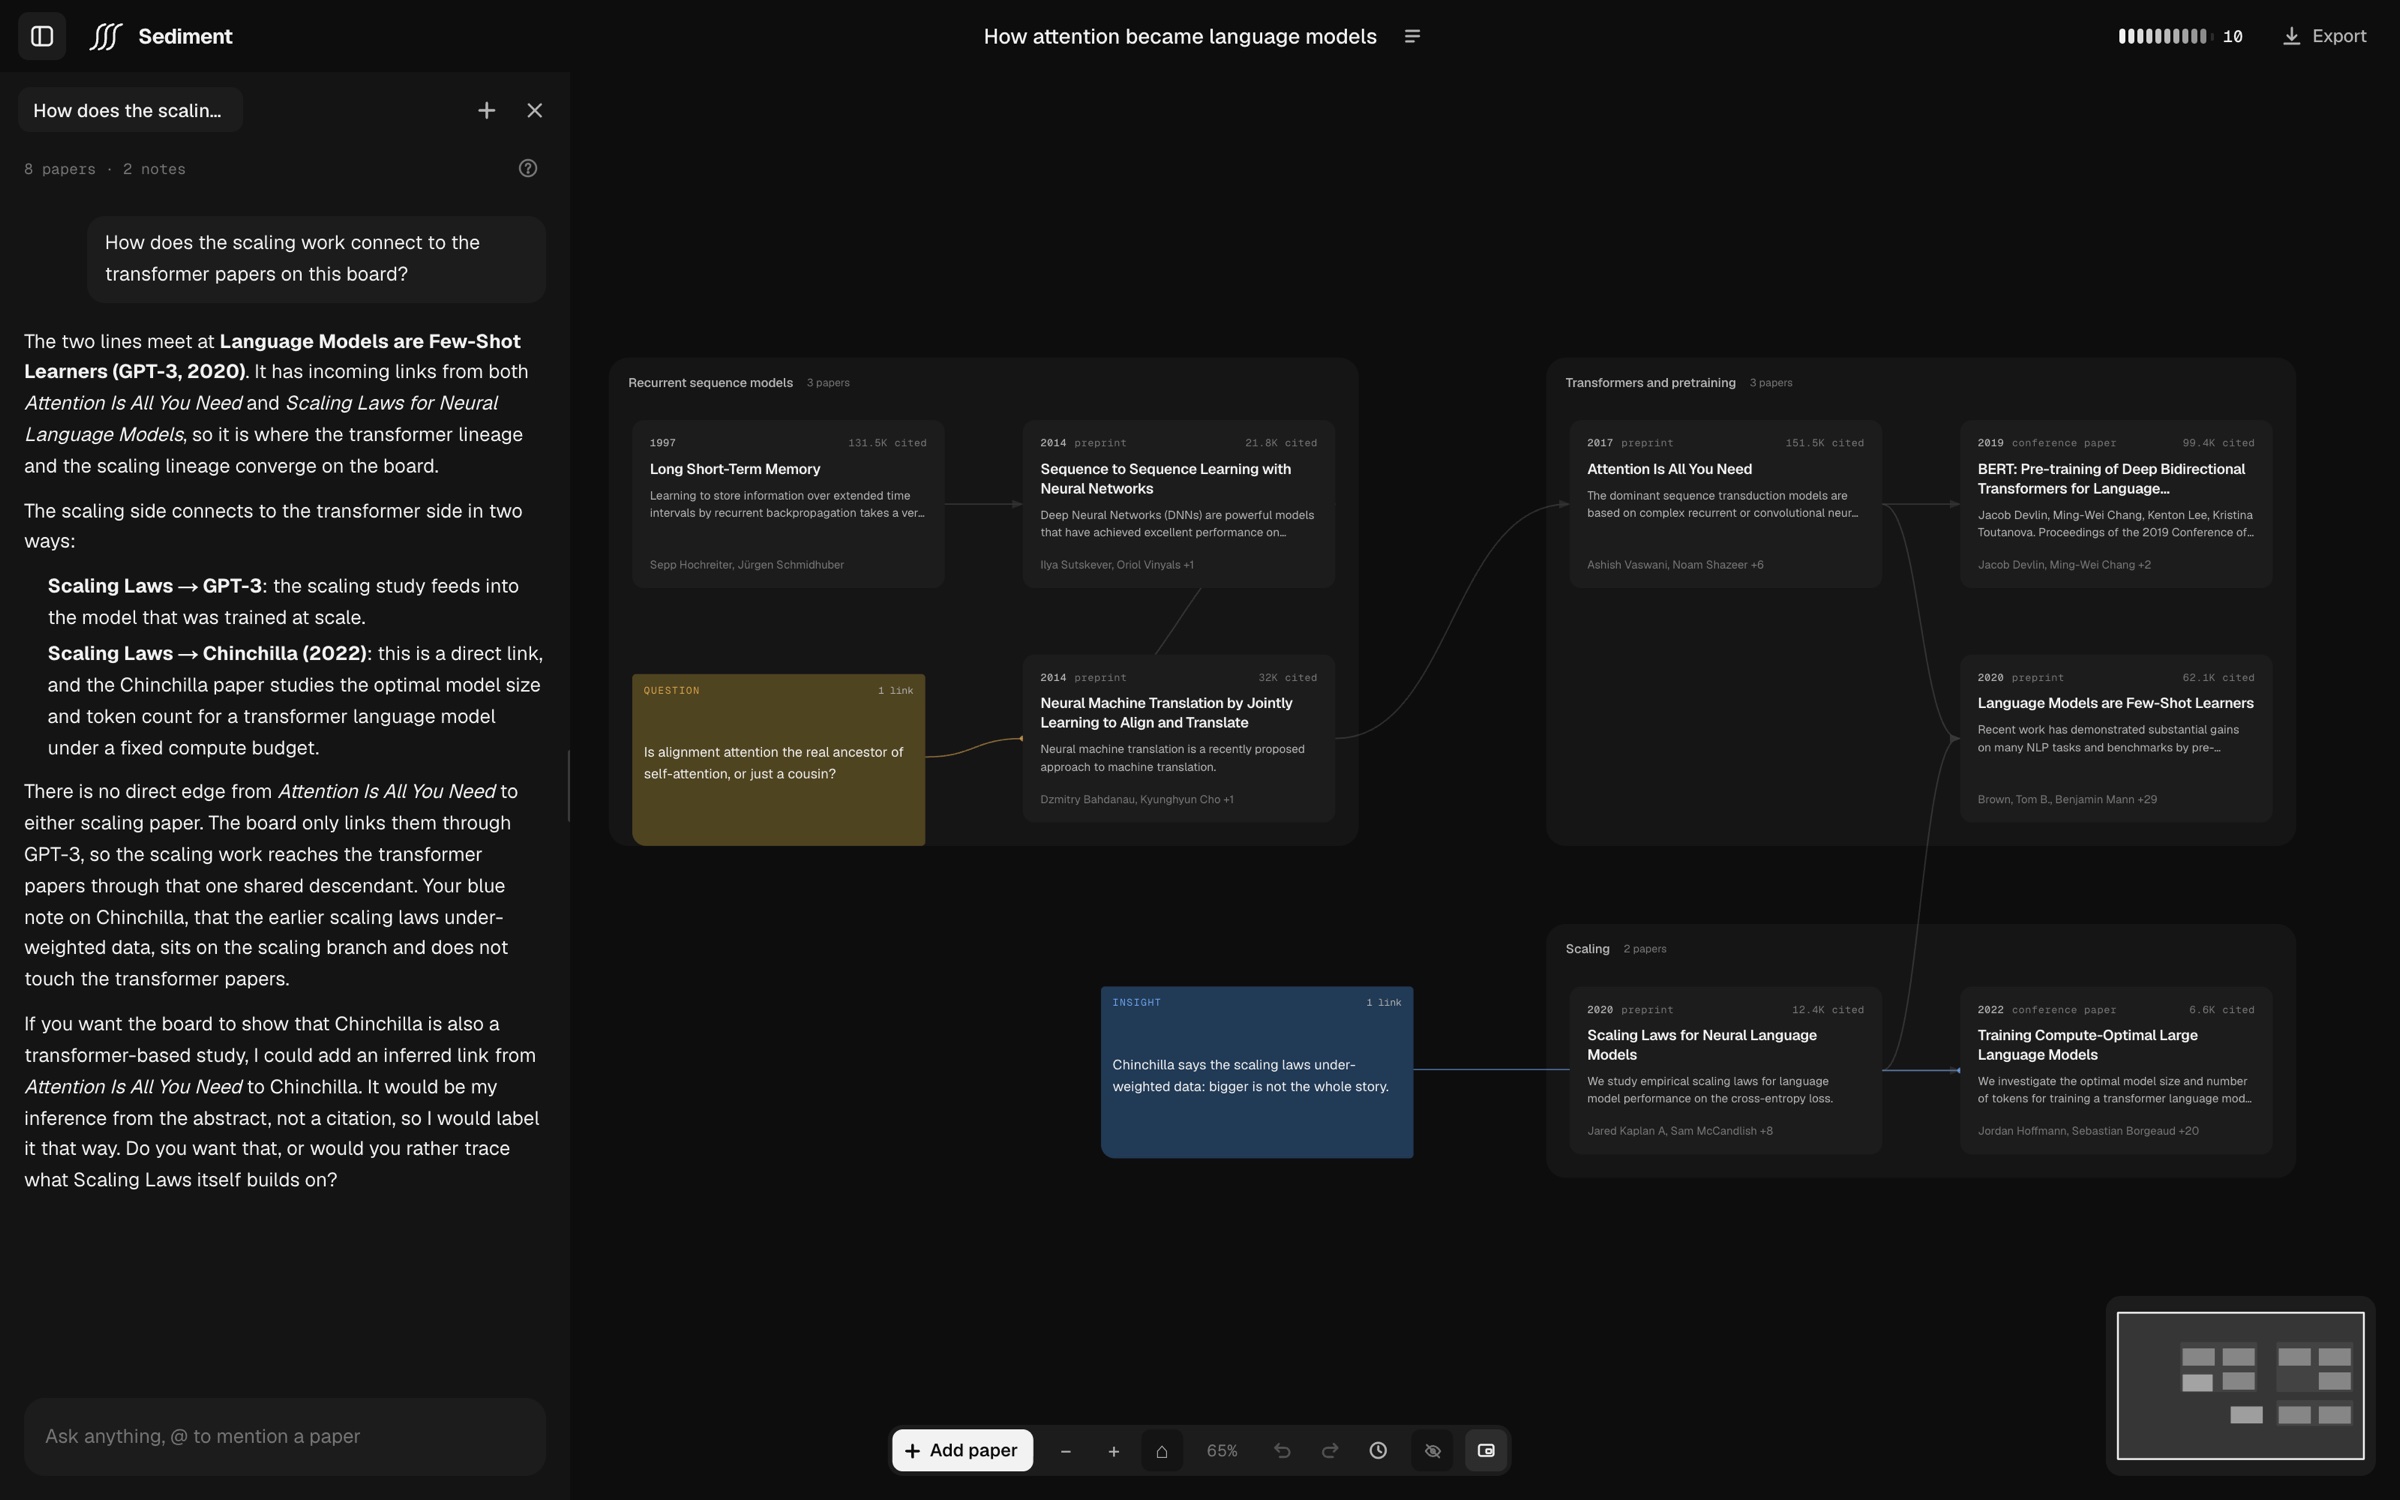 Sediment
How attention became language models
10
Export
How does the scalin...
8 papers · 2 notes
How does the scaling work connect to the
transformer papers on this board?
The two lines meet at Language Models are Few-Shot
Learners (GPT-3, 2020). It has incoming links from both
Attention Is All You Need and Scaling Laws for Neural
Language Models, so it is where the transformer lineage
and the scaling lineage converge on the board.
The scaling side connects to the transformer side in two
ways:
Scaling Laws → GPT-3: the scaling study feeds into
the model that was trained at scale.
Scaling Laws → Chinchilla (2022): this is a direct link,
and the Chinchilla paper studies the optimal model size
and token count for a transformer language model
under a fixed compute budget.
There is no direct edge from Attention Is All You Need to
either scaling paper. The board only links them through
GPT-3, so the scaling work reaches the transformer
papers through that one shared descendant. Your blue
note on Chinchilla, that the earlier scaling laws under-
weighted data, sits on the scaling branch and does not
touch the transformer papers.
If you want the board to show that Chinchilla is also a
transformer-based study, I could add an inferred link from
Attention Is All You Need to Chinchilla. It would be my
inference from the abstract, not a citation, so I would label
it that way. Do you want that, or would you rather trace
what Scaling Laws itself builds on?
Ask anything, @ to mention a paper
Recurrent sequence models 3 papers
1997 131.5K cited
Long Short-Term Memory
Learning to store information over extended time
intervals by recurrent backpropagation takes a ver...
Sepp Hochreiter, Jürgen Schmidhuber
2014 preprint 21.8K cited
Sequence to Sequence Learning with
Neural Networks
Deep Neural Networks (DNNs) are powerful models
that have achieved excellent performance on...
Ilya Sutskever, Oriol Vinyals +1
QUESTION 1 link
Is alignment attention the real ancestor of
self-attention, or just a cousin?
2014 preprint 32K cited
Neural Machine Translation by Jointly
Learning to Align and Translate
Neural machine translation is a recently proposed
approach to machine translation.
Dzmitry Bahdanau, Kyunghyun Cho +1
Transformers and pretraining 3 papers
2017 preprint 151.5K cited
Attention Is All You Need
The dominant sequence transduction models are
based on complex recurrent or convolutional neur...
Ashish Vaswani, Noam Shazeer +6
2019 conference paper 99.4K cited
BERT: Pre-training of Deep Bidirectional
Transformers for Language...
Jacob Devlin, Ming-Wei Chang, Kenton Lee, Kristina
Toutanova. Proceedings of the 2019 Conference of...
Jacob Devlin, Ming-Wei Chang +2
2020 preprint 62.1K cited
Language Models are Few-Shot Learners
Recent work has demonstrated substantial gains
on many NLP tasks and benchmarks by pre-...
Brown, Tom B., Benjamin Mann +29
INSIGHT 1 link
Chinchilla says the scaling laws under-
weighted data: bigger is not the whole story.
Scaling 2 papers
2020 preprint 12.4K cited
Scaling Laws for Neural Language
Models
We study empirical scaling laws for language
model performance on the cross-entropy loss.
Jared Kaplan A, Sam McCandlish +8
2022 conference paper 6.6K cited
Training Compute-Optimal Large
Language Models
We investigate the optimal model size and number
of tokens for training a transformer language mod...
Jordan Hoffmann, Sebastian Borgeaud +20
+ Add paper − + 65%